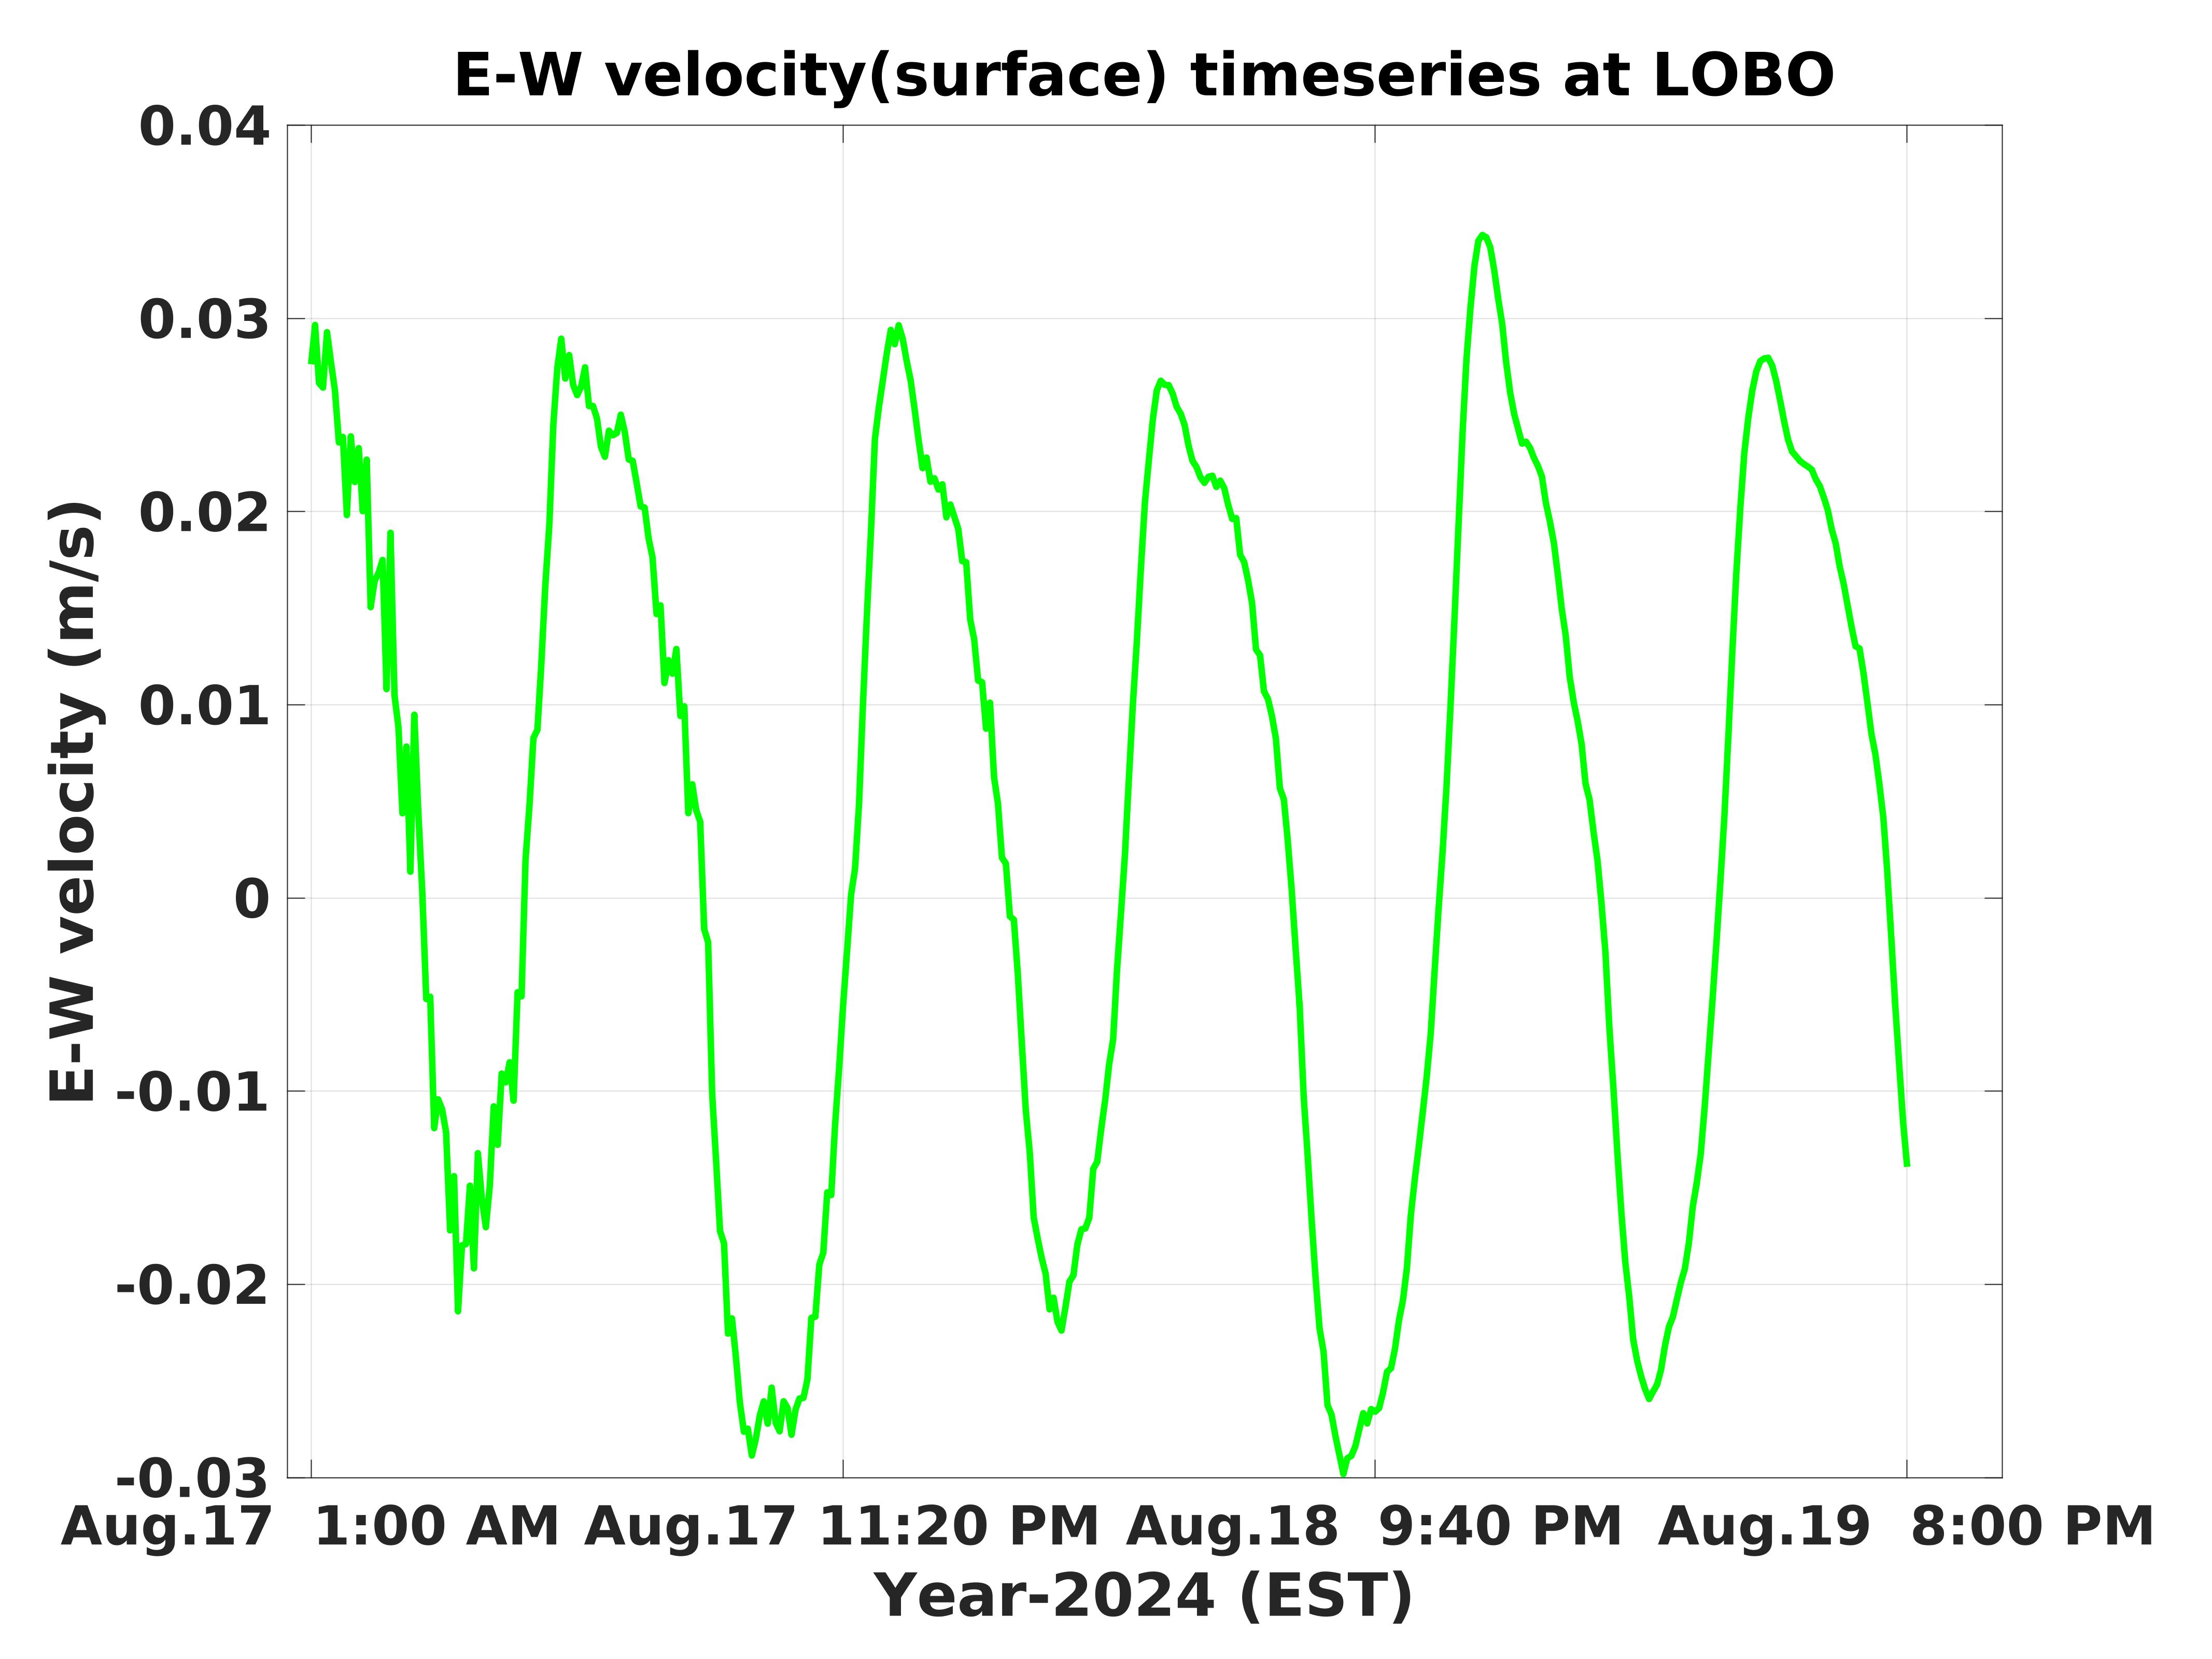 E-W velocity(surface) timeseries at LOBO
0.04
0.03
0.02
0.01
0
-0.01
-0.02
-0.03
E-W velocity (m/s)
Aug.17 1:00 AM Aug.17 11:20 PM Aug.18 9:40 PM Aug.19 8:00 PM
Year-2024 (EST)